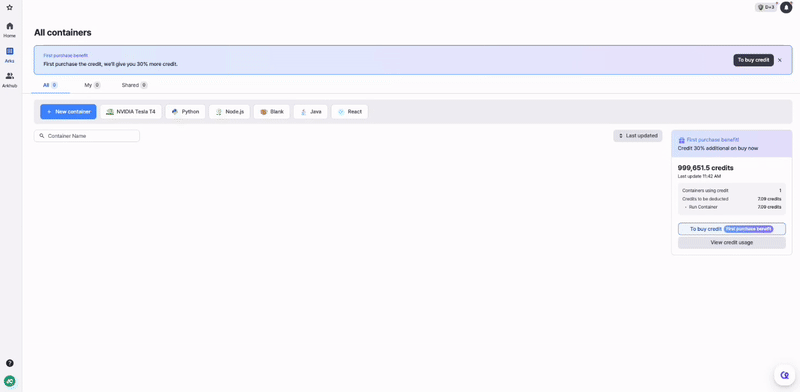 D+3
All containers
First purchase benefit
First purchase the credit, we'll give you 30% more credit.
To buy credit
Home
Arks
Arkhub
All 0
My 0
Shared 0
+ New container
NVIDIA Tesla T4
Python
Node.js
Blank
Java
React
Container Name
Last updated
First purchase benefit!
Credit 30% additional on buy now
999,651.5 credits
Last update 11:42 AM
Containers using credit 1
Credits to be deducted 7.09 credits
- Run Container 7.09 credits
To buy credit First purchase benefit
View credit usage
?
JC